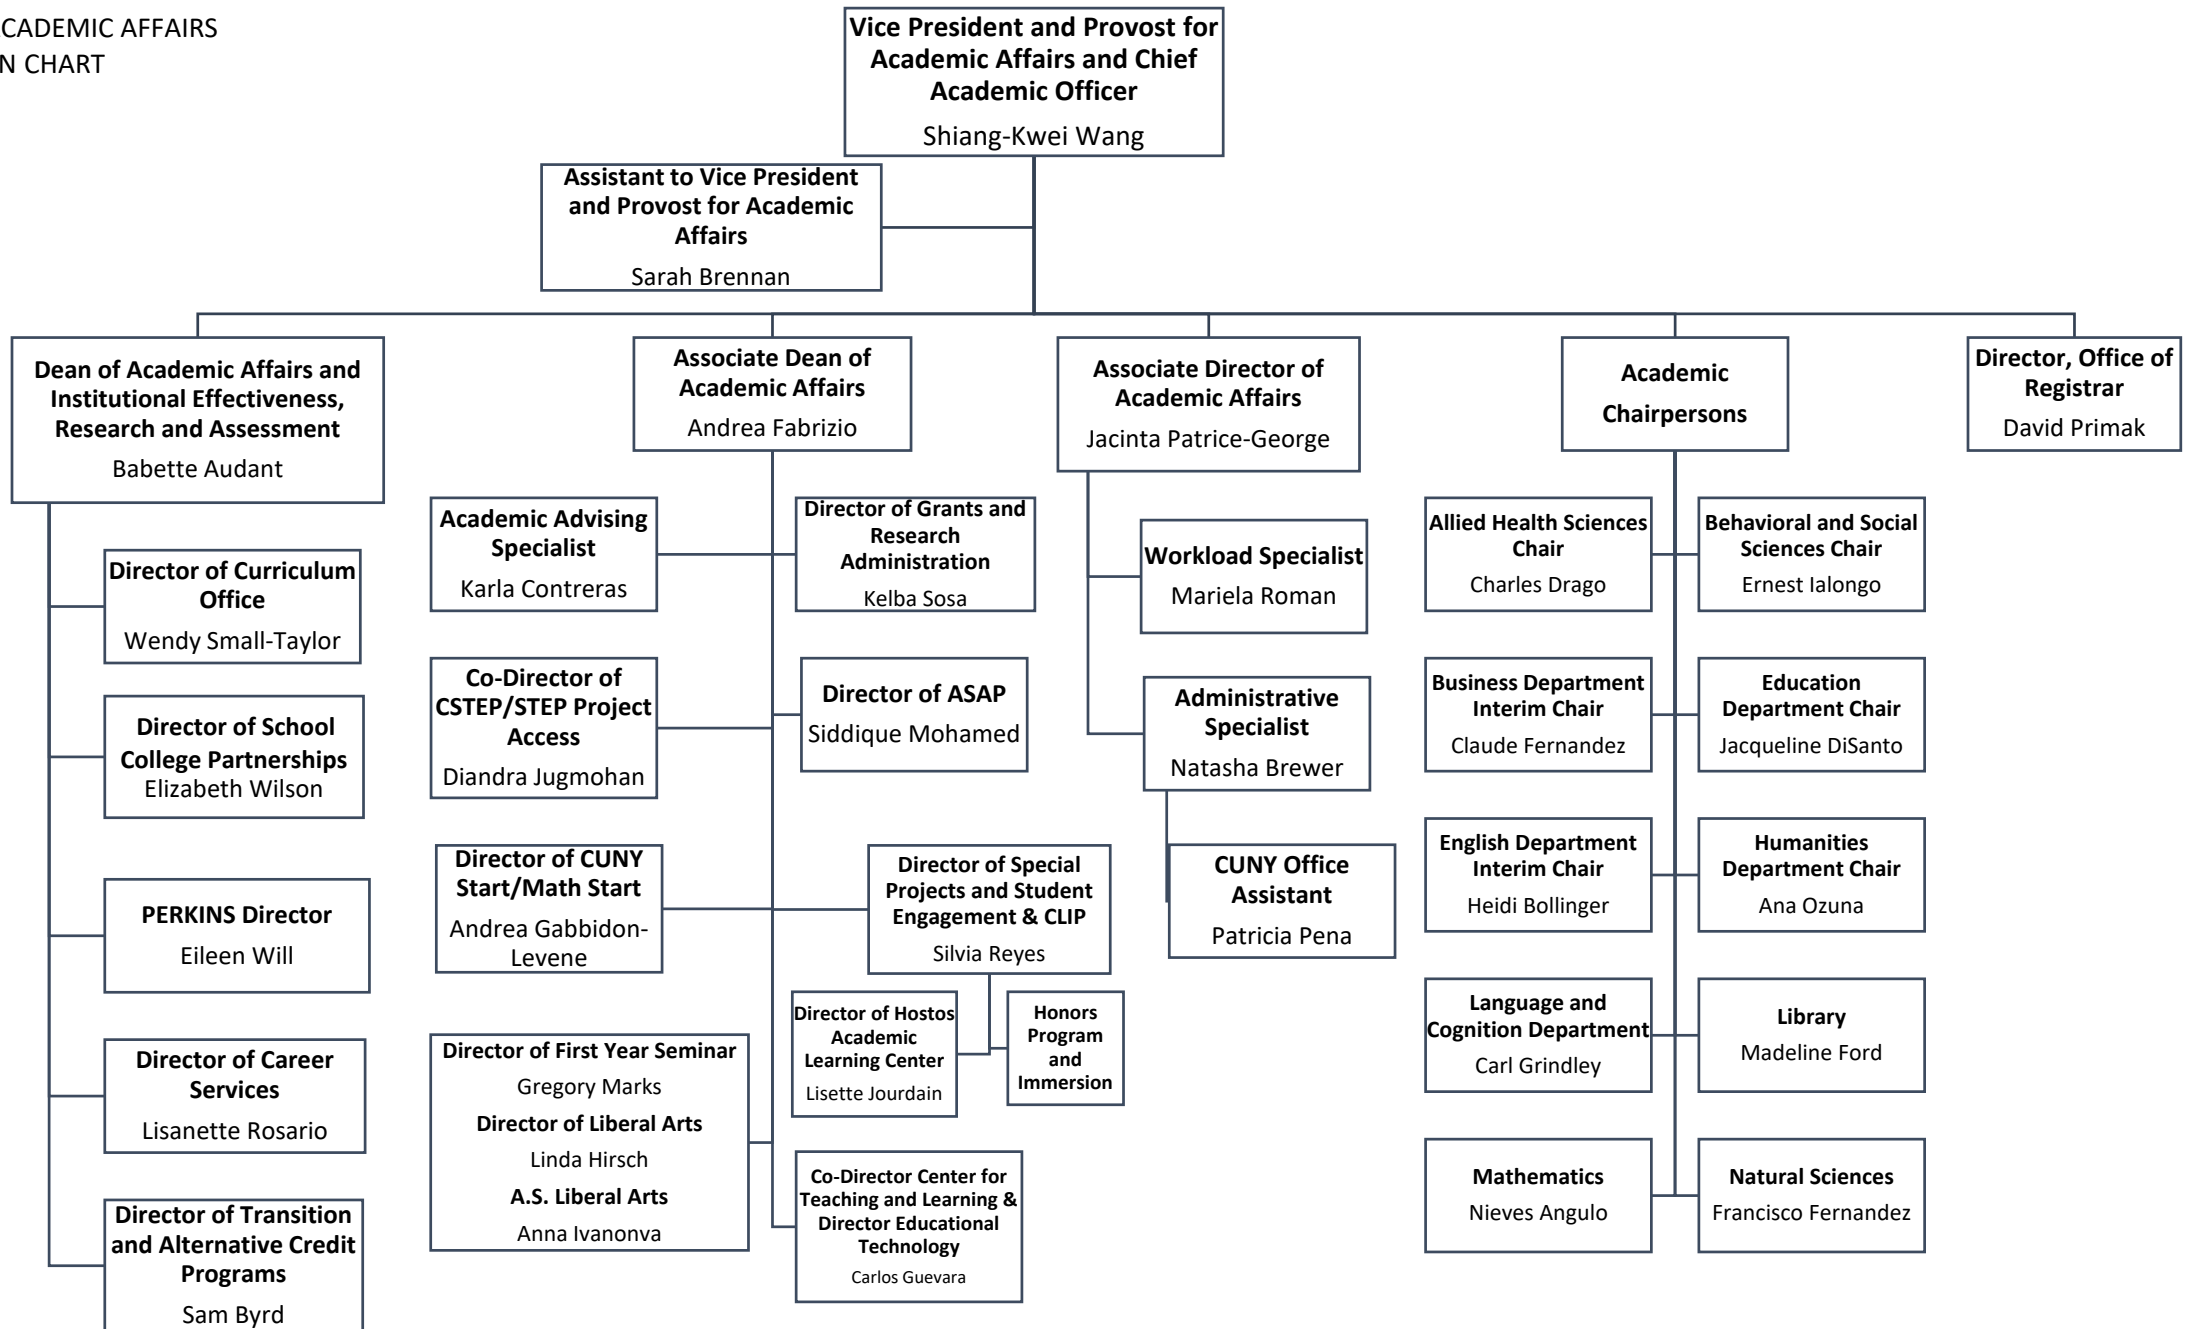 CADEMIC AFFAIRS
N CHART
Vice President and Provost for
Academic Affairs and Chief
Academic Officer
Shiang-Kwei Wang
Assistant to Vice President
and Provost for Academic
Affairs
Sarah Brennan
Dean of Academic Affairs and
Institutional Effectiveness,
Research and Assessment
Babette Audant
Associate Dean of
Academic Affairs
Andrea Fabrizio
Associate Director of
Academic Affairs
Jacinta Patrice-George
Academic
Chairpersons
Director, Office of
Registrar
David Primak
Director of Curriculum
Office
Wendy Small-Taylor
Director of School
College Partnerships
Elizabeth Wilson
PERKINS Director
Eileen Will
Director of Career
Services
Lisanette Rosario
Director of Transition
and Alternative Credit
Programs
Sam Byrd
Academic Advising
Specialist
Karla Contreras
Director of Grants and
Research
Administration
Kelba Sosa
Co-Director of
CSTEP/STEP Project
Access
Diandra Jugmohan
Director of ASAP
Siddique Mohamed
Director of CUNY
Start/Math Start
Andrea Gabbidon-
Levene
Director of Special
Projects and Student
Engagement & CLIP
Silvia Reyes
Director of Hostos
Academic
Learning Center
Lisette Jourdain
Honors
Program
and
Immersion
Director of First Year Seminar
Gregory Marks
Director of Liberal Arts
Linda Hirsch
A.S. Liberal Arts
Anna Ivanonva
Co-Director Center for
Teaching and Learning &
Director Educational
Technology
Carlos Guevara
Workload Specialist
Mariela Roman
Administrative
Specialist
Natasha Brewer
CUNY Office
Assistant
Patricia Pena
Allied Health Sciences
Chair
Charles Drago
Behavioral and Social
Sciences Chair
Ernest Ialongo
Business Department
Interim Chair
Claude Fernandez
Education
Department Chair
Jacqueline DiSanto
English Department
Interim Chair
Heidi Bollinger
Humanities
Department Chair
Ana Ozuna
Language and
Cognition Department
Carl Grindley
Library
Madeline Ford
Mathematics
Nieves Angulo
Natural Sciences
Francisco Fernandez